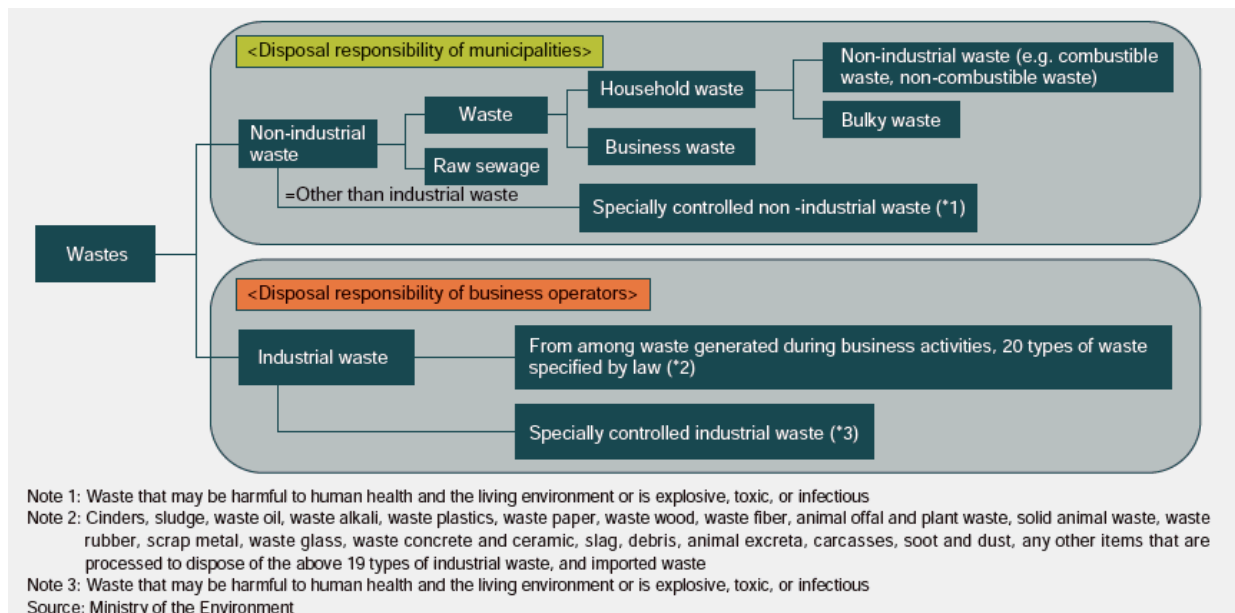 <Disposal responsibility of municipalities>
Non-industrial waste (e.g. combustible
waste, non-combustible waste)
Household waste
Waste
Bulky waste
Non-industrial
waste
Business waste
Raw sewage
=Other than industrial waste
Specially controlled non -industrial waste (*1)
Wastes
<Disposal responsibility of business operators>
Industrial waste
From among waste generated during business activities, 20 types of waste
specified by law (*2)
Specially controlled industrial waste (*3)
Note 1: Waste that may be harmful to human health and the living environment or is explosive, toxic, or infectious
Note 2: Cinders, sludge, waste oil, waste alkali, waste plastics, waste paper, waste wood, waste fiber, animal offal and plant waste, solid animal waste, waste
rubber, scrap metal, waste glass, waste concrete and ceramic, slag, debris, animal excreta, carcasses, soot and dust, any other items that are
processed to dispose of the above 19 types of industrial waste, and imported waste
Note 3: Waste that may be harmful to human health and the living environment or is explosive, toxic, or infectious
Source: Ministry of the Environment